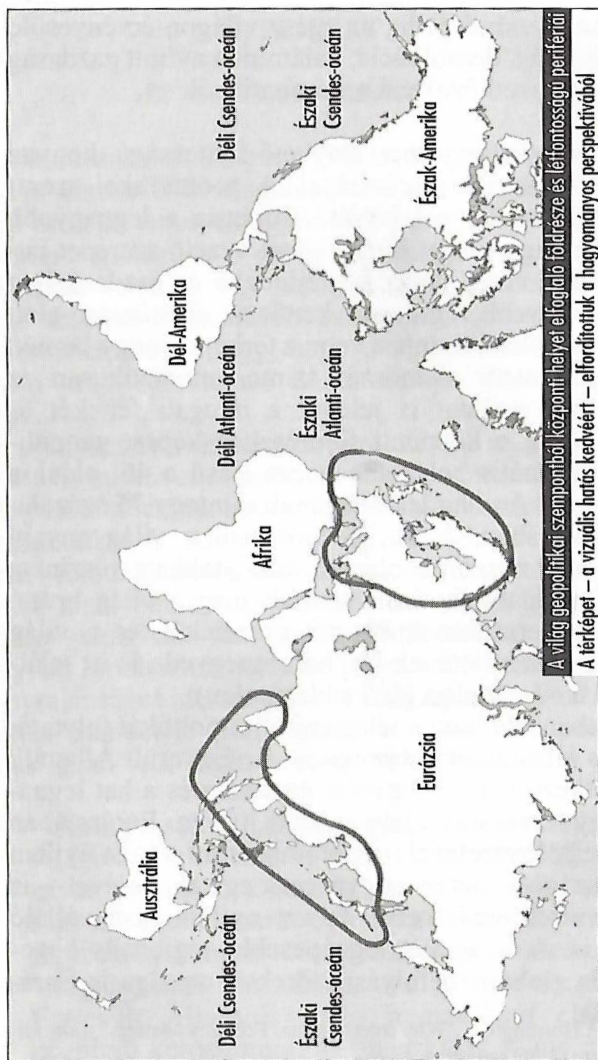 Déli Csendes-óceán
Dél-Amerika
Ausztrália
Északi
Csendes-óceán
Déli Atlanti-óceán
Afrika
Déli Csendes-óceán
Északi
Atlanti-óceán
Északi
Csendes-óceán
Észak-Amerika
Eurázsia
A világ geopolitikai szempontból központi helyet elfoglaló földrésze és létfontosságú perifériái
A térképet – a vizuális hatás kedvéért – elfordítottuk a hagyományos perspektívából